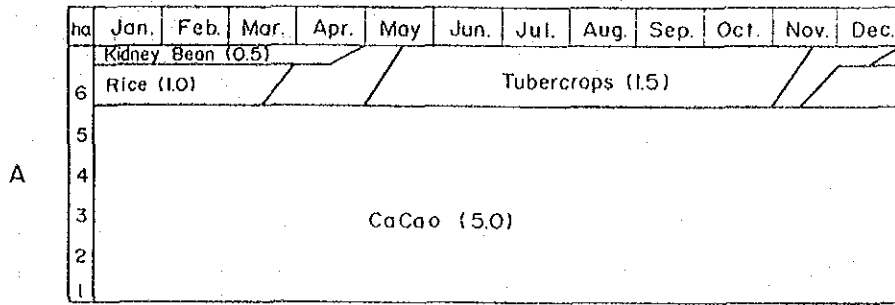 ha Jan. Feb. Mar. Apr. May Jun. Jul. Aug. Sep. Oct. Nov. Dec.
Kidney Bean (0.5)
6 Rice (1.0) Tubercrops (1.5)
5
A 4
3 CaCao (5.0)
2
1